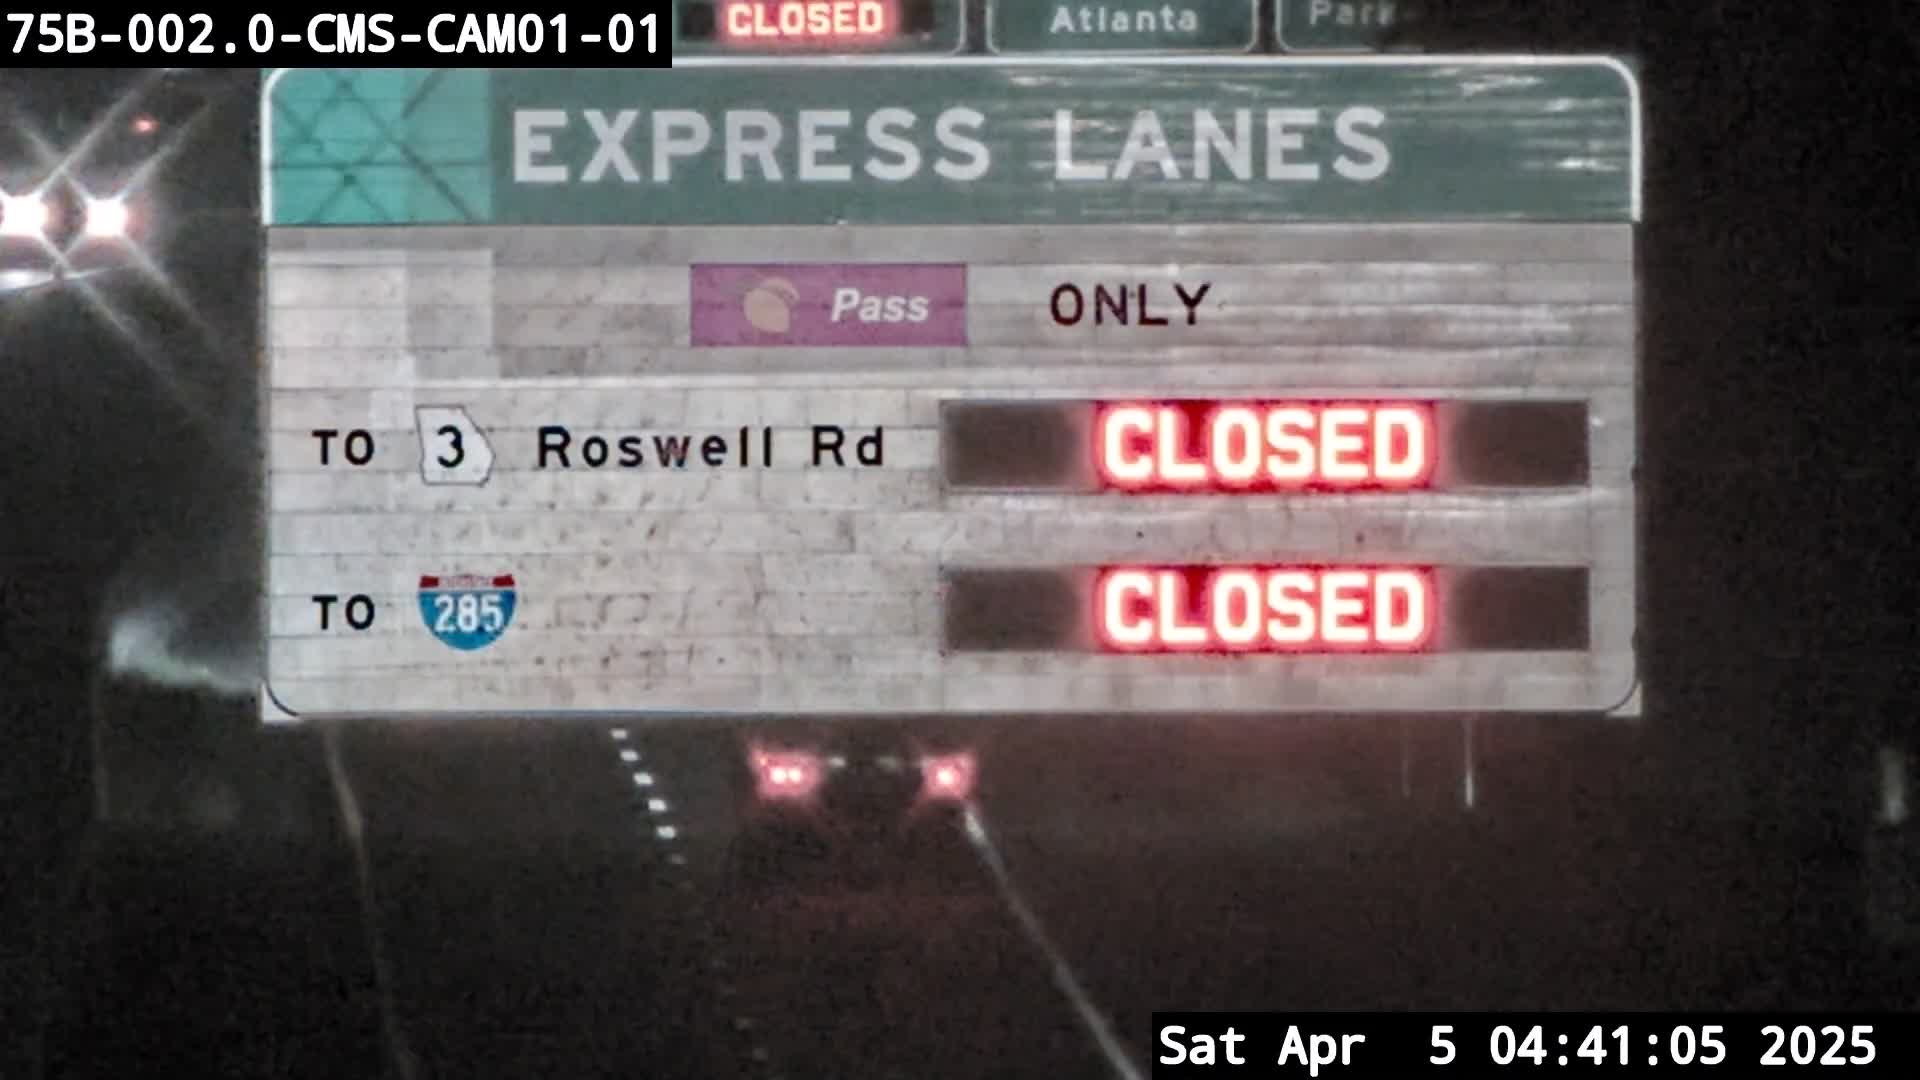 75B-002.0-CMS-CAM01-01
CLOSED
Atlanta
Park
EXPRESS LANES
Pass ONLY
TO 3 Roswell Rd CLOSED
TO 285 CLOSED
Sat Apr 5 04:41:05 2025